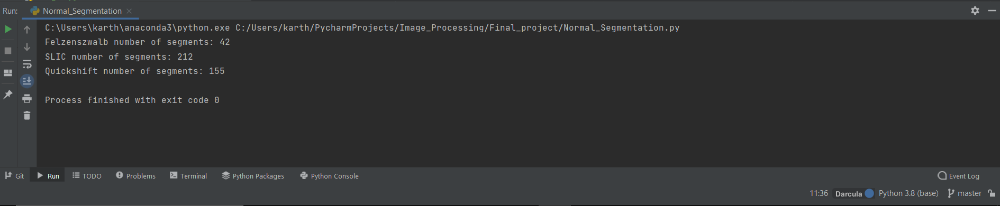 Run: Normal_Segmentation
C:\Users\karth\anaconda3\python.exe C:/Users/karth/PycharmProjects/Image_Processing/Final_project/Normal_Segmentation.py
Felzenszwalb number of segments: 42
SLIC number of segments: 212
Quickshift number of segments: 155
Process finished with exit code 0
Git Run TODO Problems Terminal Python Packages Python Console Event Log
11:36 Darcula Python 3.8 (base) master